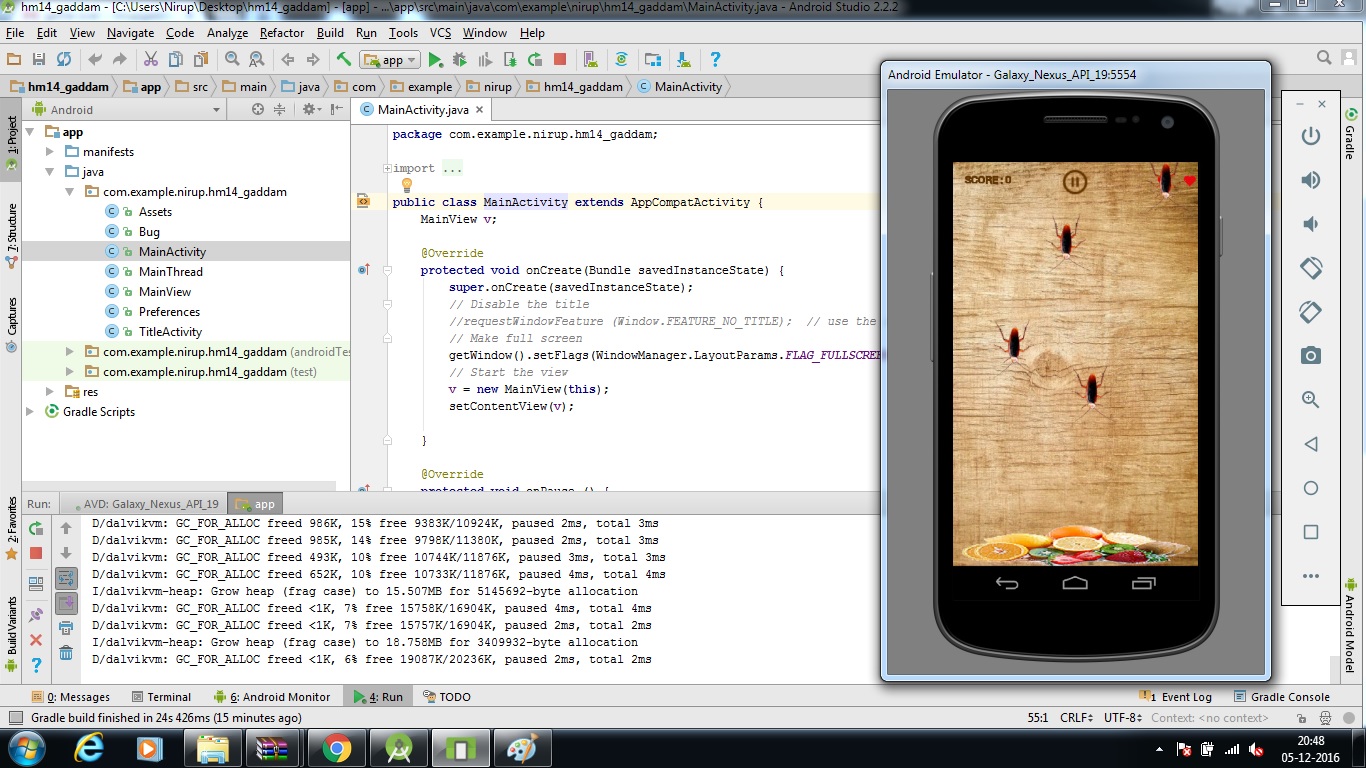 hm14_gaddam - [C:\Users\Nirup\Desktop\hm14_gaddam] - [app] - ...\app\src\main\java\com\example\nirup\hm14_gaddam\MainActivity.java - Android Studio 2.2.2
File Edit View Navigate Code Analyze Refactor Build Run Tools VCS Window Help
app
hm14_gaddam app src main java com example nirup hm14_gaddam MainActivity
1: Project
7: Structure
Captures
2: Favorites
Build Variants
Android
app
manifests
java
com.example.nirup.hm14_gaddam
Assets
Bug
MainActivity
MainThread
MainView
Preferences
TitleActivity
com.example.nirup.hm14_gaddam (androidTes
com.example.nirup.hm14_gaddam (test)
res
Gradle Scripts
MainActivity.java
package com.example.nirup.hm14_gaddam;
import ...
public class MainActivity extends AppCompatActivity {
MainView v;
@Override
protected void onCreate(Bundle savedInstanceState) {
super.onCreate(savedInstanceState);
// Disable the title
//requestWindowFeature (Window.FEATURE_NO_TITLE);  // use the
// Make full screen
getWindow().setFlags(WindowManager.LayoutParams.FLAG_FULLSCREE
// Start the view
v = new MainView(this);
setContentView(v);
}
@Override
protected void onPause () {
Android Emulator - Galaxy_Nexus_API_19:5554
SCORE: 0
Gradle
Android Model
Run: AVD: Galaxy_Nexus_API_19 app
D/dalvikvm: GC_FOR_ALLOC freed 986K, 15% free 9383K/10924K, paused 2ms, total 3ms
D/dalvikvm: GC_FOR_ALLOC freed 985K, 14% free 9798K/11380K, paused 2ms, total 2ms
D/dalvikvm: GC_FOR_ALLOC freed 493K, 10% free 10744K/11876K, paused 3ms, total 3ms
D/dalvikvm: GC_FOR_ALLOC freed 652K, 10% free 10733K/11876K, paused 4ms, total 4ms
I/dalvikvm-heap: Grow heap (frag case) to 15.507MB for 5145692-byte allocation
D/dalvikvm: GC_FOR_ALLOC freed <1K, 7% free 15758K/16904K, paused 4ms, total 4ms
D/dalvikvm: GC_FOR_ALLOC freed <1K, 7% free 15757K/16904K, paused 2ms, total 2ms
I/dalvikvm-heap: Grow heap (frag case) to 18.758MB for 3409932-byte allocation
D/dalvikvm: GC_FOR_ALLOC freed <1K, 6% free 19087K/20236K, paused 2ms, total 2ms
0: Messages Terminal 6: Android Monitor 4: Run TODO 1 Event Log Gradle Console
Gradle build finished in 24s 426ms (15 minutes ago) 55:1 CRLF UTF-8 Context: <no context>
20:48
05-12-2016